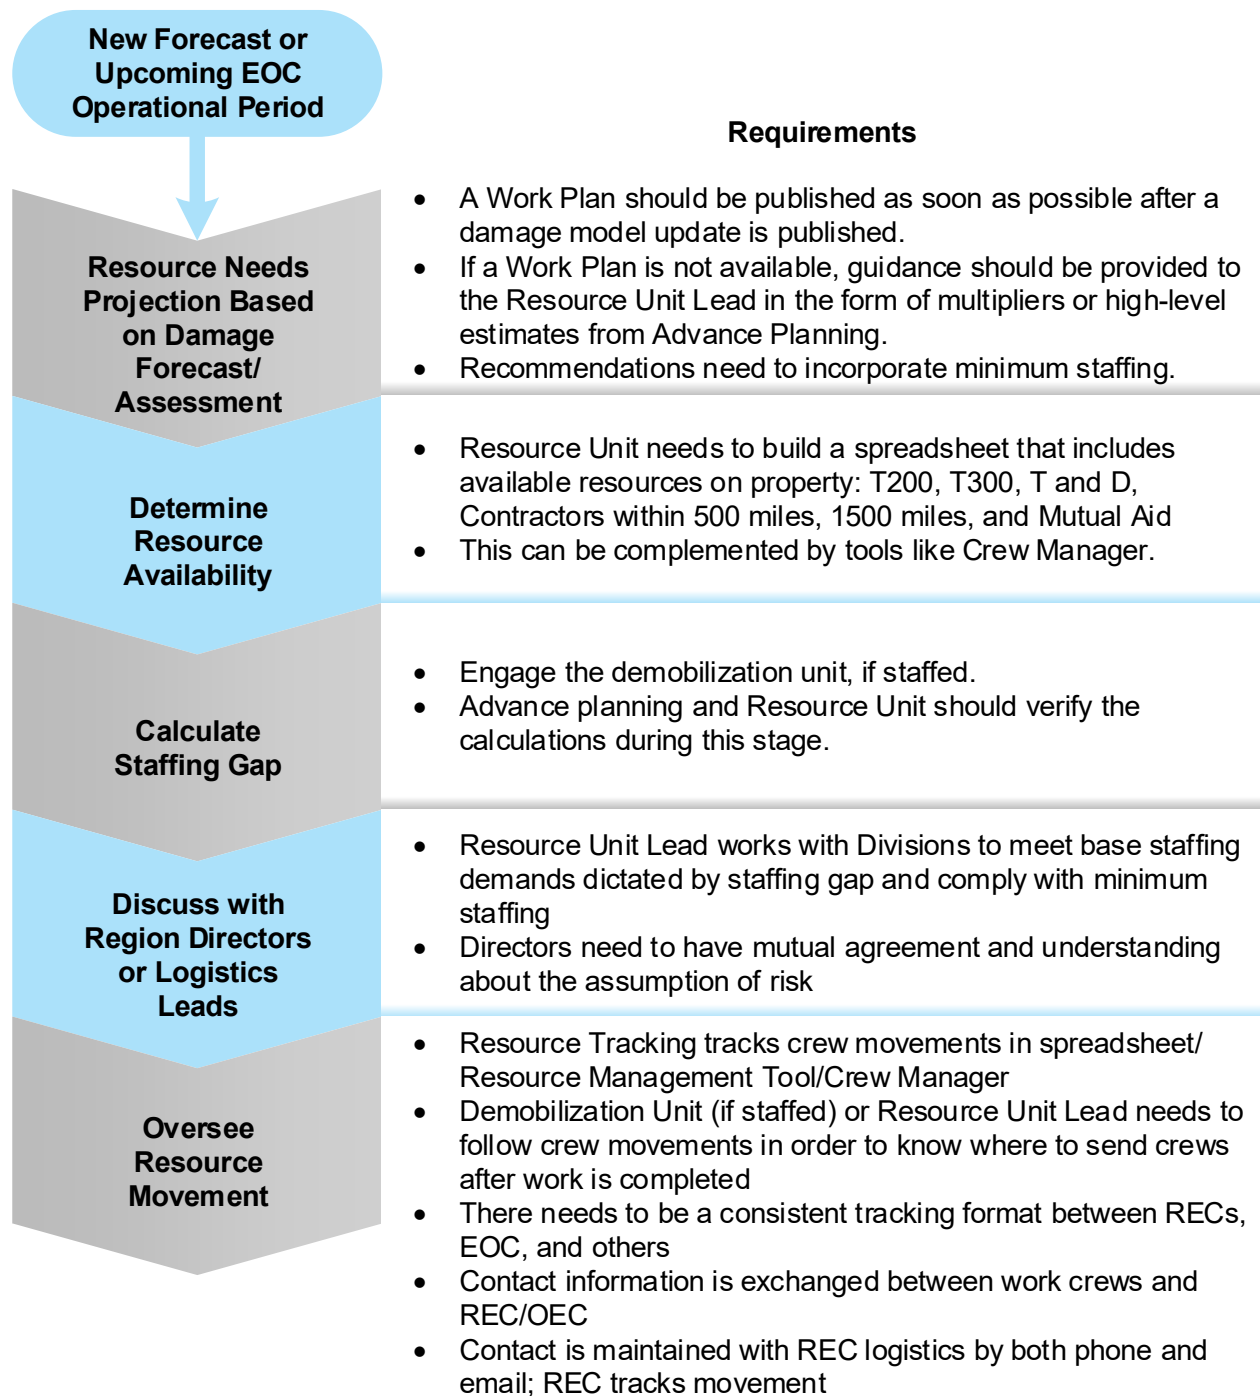 New Forecast or
Upcoming EOC
Operational Period
Requirements
Resource Needs
Projection Based
on Damage
Forecast/
Assessment
• A Work Plan should be published as soon as possible after a
damage model update is published.
• If a Work Plan is not available, guidance should be provided to
the Resource Unit Lead in the form of multipliers or high-level
estimates from Advance Planning.
• Recommendations need to incorporate minimum staffing.
Determine
Resource
Availability
• Resource Unit needs to build a spreadsheet that includes
available resources on property: T200, T300, T and D,
Contractors within 500 miles, 1500 miles, and Mutual Aid
• This can be complemented by tools like Crew Manager.
Calculate
Staffing Gap
• Engage the demobilization unit, if staffed.
• Advance planning and Resource Unit should verify the
calculations during this stage.
Discuss with
Region Directors
or Logistics
Leads
• Resource Unit Lead works with Divisions to meet base staffing
demands dictated by staffing gap and comply with minimum
staffing
• Directors need to have mutual agreement and understanding
about the assumption of risk
Oversee
Resource
Movement
• Resource Tracking tracks crew movements in spreadsheet/
Resource Management Tool/Crew Manager
• Demobilization Unit (if staffed) or Resource Unit Lead needs to
follow crew movements in order to know where to send crews
after work is completed
• There needs to be a consistent tracking format between RECs,
EOC, and others
• Contact information is exchanged between work crews and
REC/OEC
• Contact is maintained with REC logistics by both phone and
email; REC tracks movement